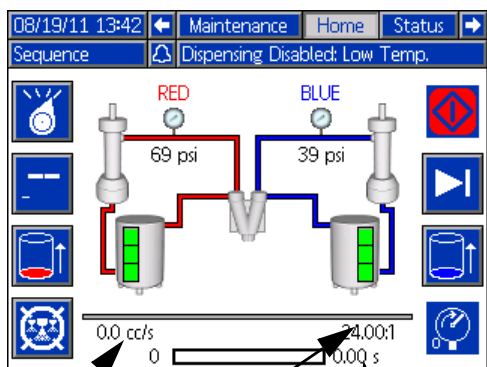 08/19/11 13:42 Maintenance Home Status
Sequence Dispensing Disabled: Low Temp.
RED BLUE
69 psi 39 psi
0.0 cc/s 24.00:1
0 0.00 s